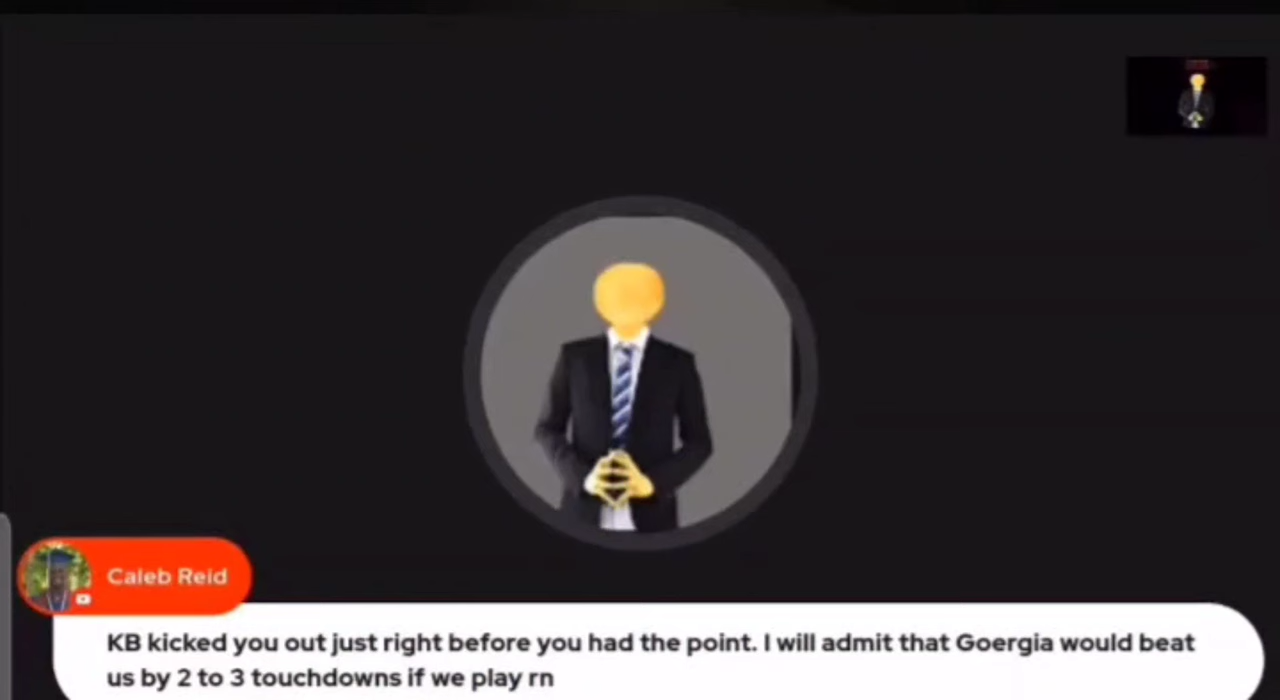 Caleb Reid
KB kicked you out just right before you had the point. I will admit that Goergia would beat
us by 2 to 3 touchdowns if we play rn